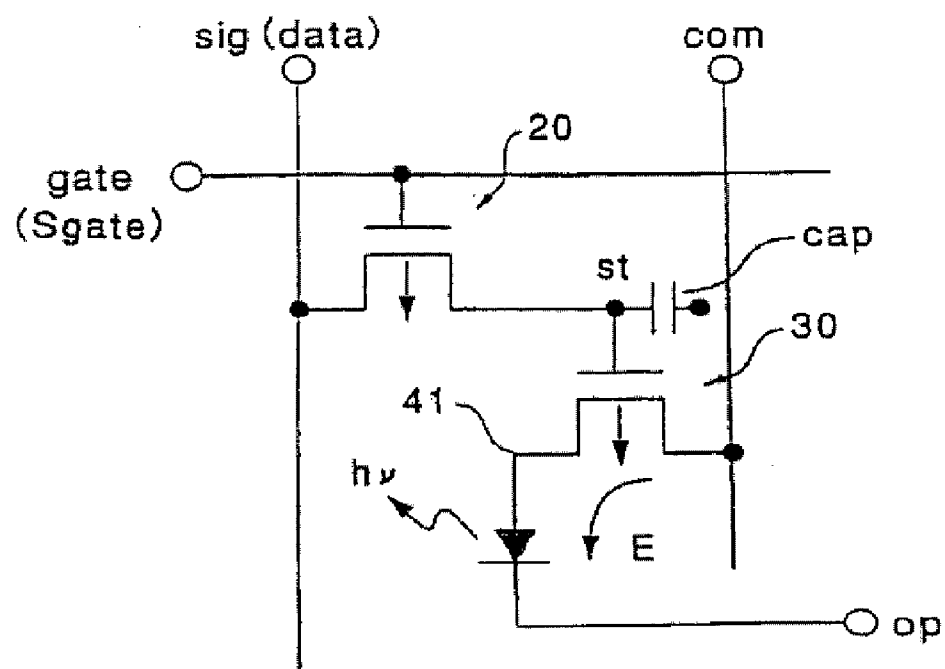 sig (data)
com
20
gate
(Sgate)
cap
st
30
41
hν
E
op